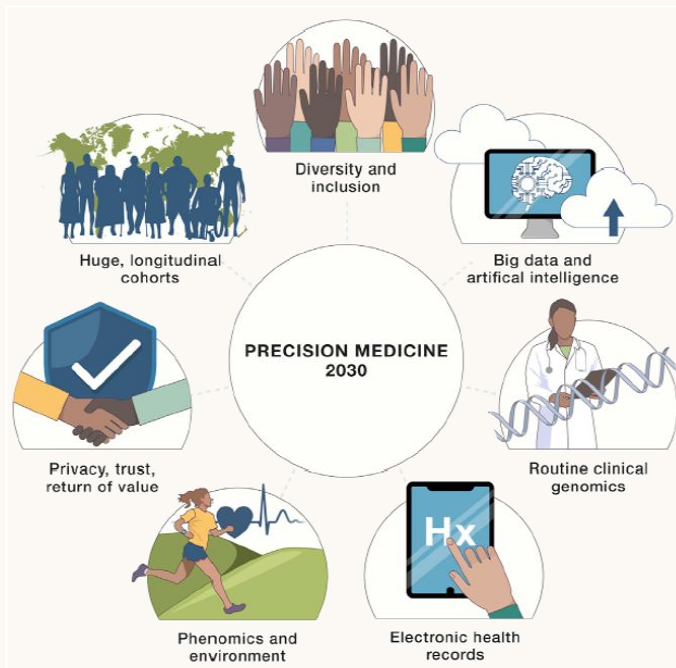 Diversity and
inclusion
Huge, longitudinal
cohorts
Big data and
artifical intelligence
PRECISION MEDICINE
2030
Privacy, trust,
return of value
Routine clinical
genomics
Hx
Phenomics and
environment
Electronic health
records